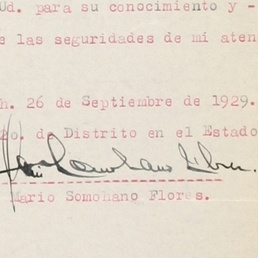 Ud. para su conocimiento y -
e las seguridades de mi aten
h. 26 de Septiembre de 1929.
zo. de Distrito en el Estado
Mario Somohano Flores.